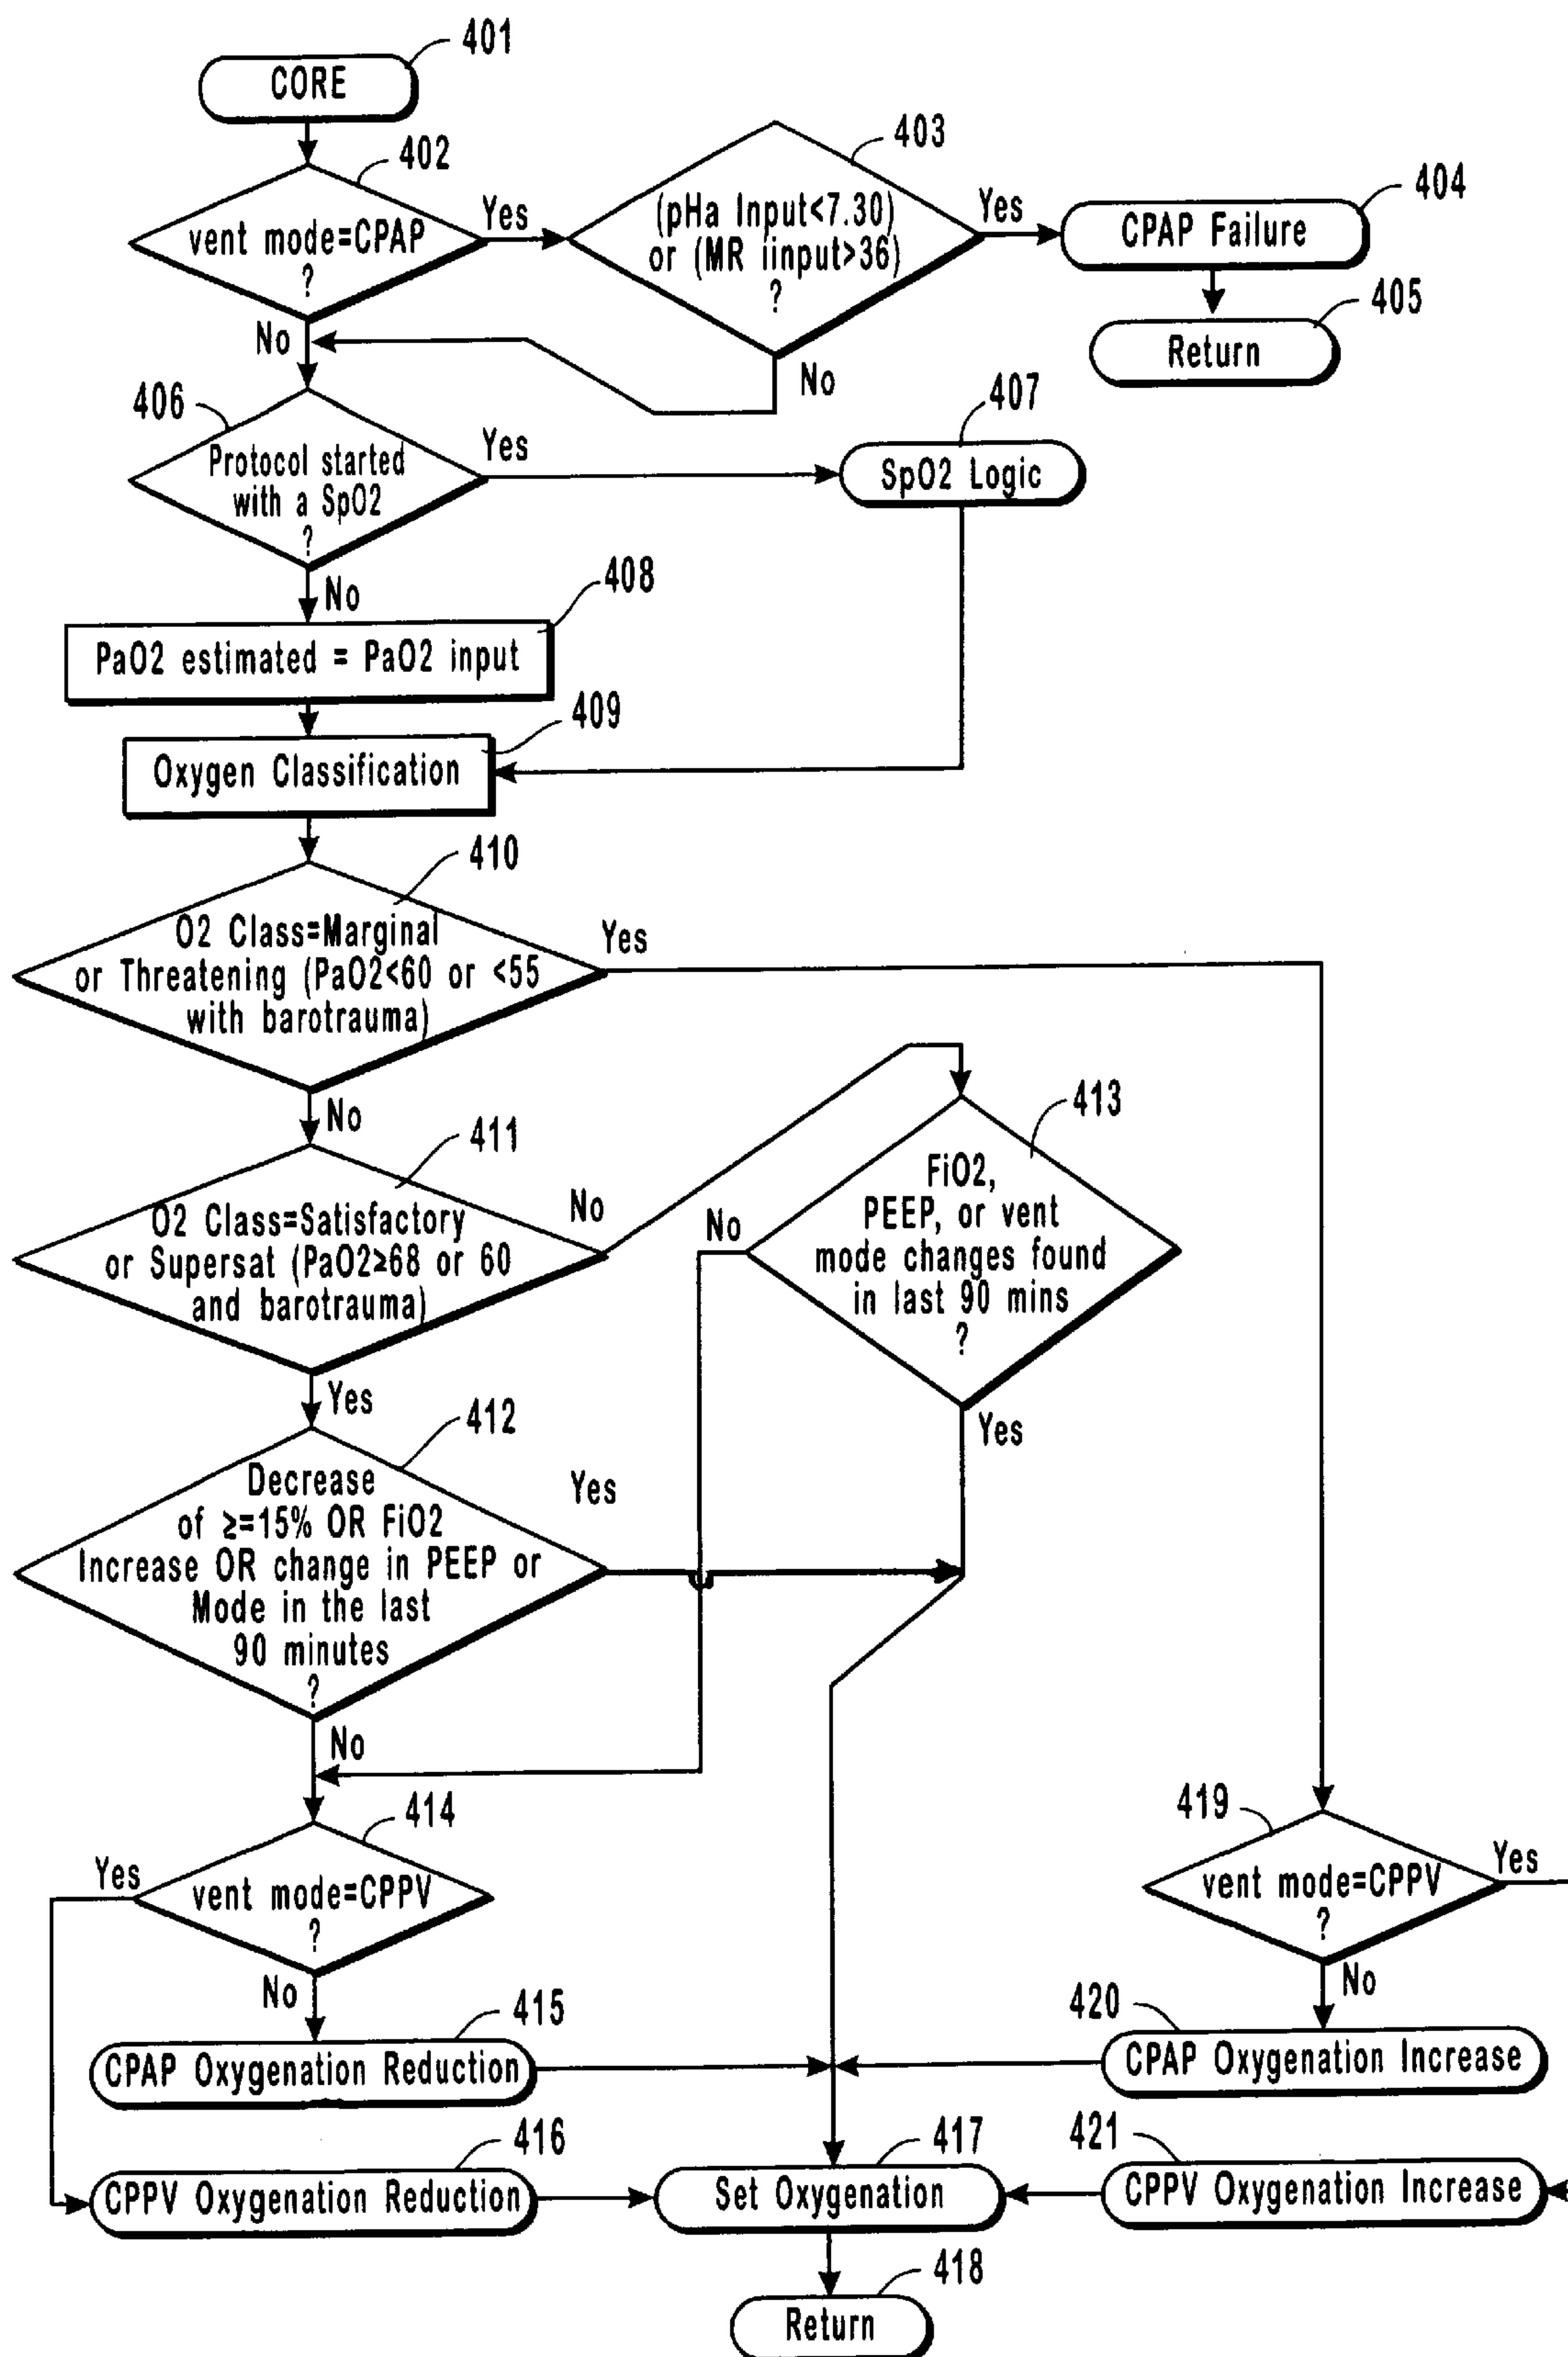 401
CORE
402
403
vent mode=CPAP
?
Yes
(pHa Input<7.30)
or (MR iinput>36)
?
Yes
404
CPAP Failure
405
Return
No
No
406
Protocol started
with a SpO2
?
Yes
407
SpO2 Logic
No
408
PaO2 estimated = PaO2 input
409
Oxygen Classification
410
O2 Class=Marginal
or Threatening (PaO2<60 or <55
with barotrauma)
Yes
No
411
O2 Class=Satisfactory
or Supersat (PaO2≥68 or 60
and barotrauma)
No
413
FiO2,
PEEP, or vent
mode changes found
in last 90 mins
?
No
Yes
Yes
412
Decrease
of ≥=15% OR FiO2
Increase OR change in PEEP or
Mode in the last
90 minutes
?
Yes
No
414
vent mode=CPPV
?
Yes
No
419
vent mode=CPPV
?
Yes
No
415
CPAP Oxygenation Reduction
420
CPAP Oxygenation Increase
416
CPPV Oxygenation Reduction
417
Set Oxygenation
421
CPPV Oxygenation Increase
418
Return